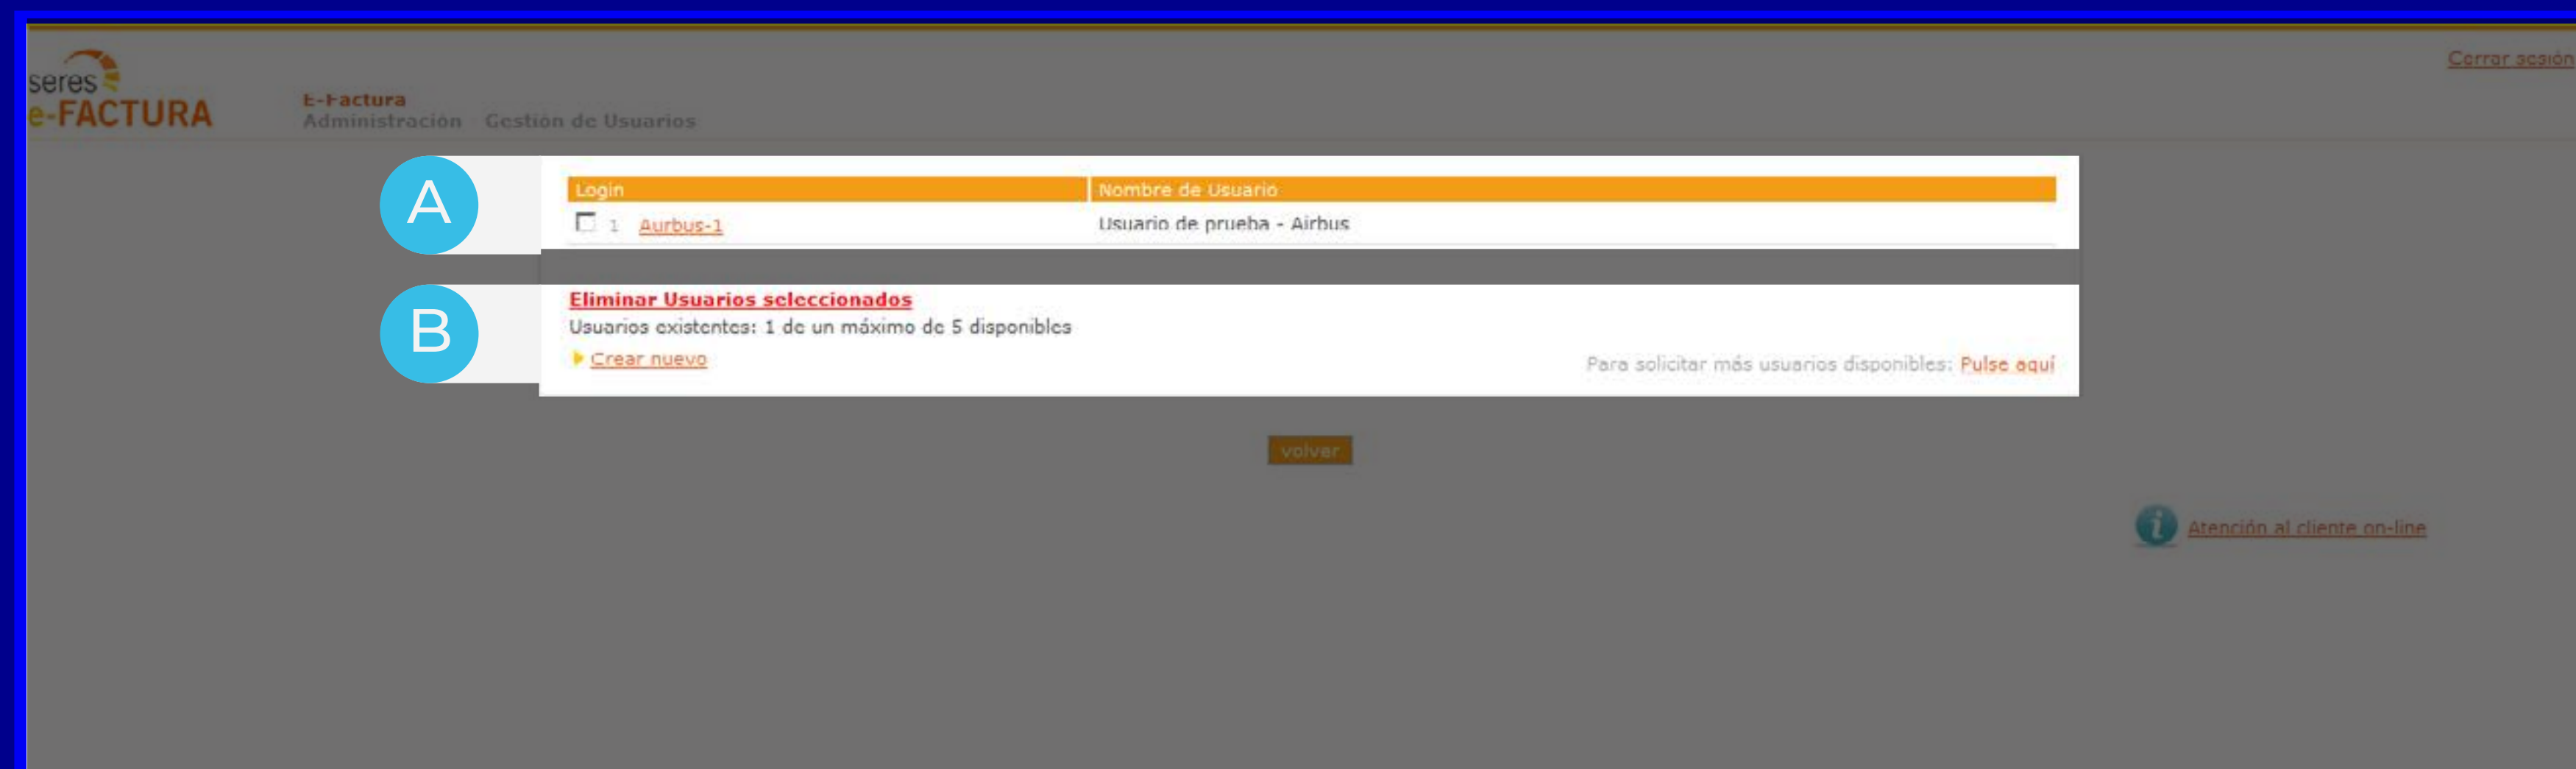 Cerrar sesión
seres
e-FACTURA
E-Factura
Administración Gestión de Usuarios
A
Login Nombre de Usuario
1 Aurbus-1 Usuario de prueba - Airbus
B
Eliminar Usuarios seleccionados
Usuarios existentes: 1 de un máximo de 5 disponibles
Crear nuevo
Para solicitar más usuarios disponibles: Pulse aquí
volver
i
Atención al cliente on-line